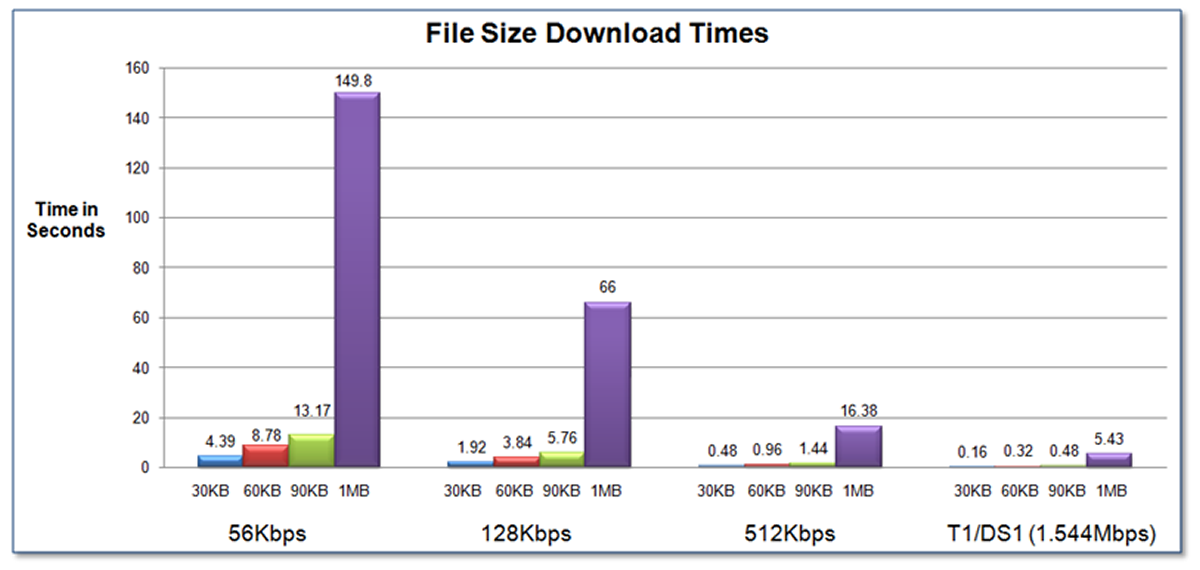 File Size Download Times
160
140
120
100
80
60
40
20
0
Time in
Seconds
4.39 8.78 13.17 149.8
1.92 3.84 5.76 66
0.48 0.96 1.44 16.38
0.16 0.32 0.48 5.43
30KB 60KB 90KB 1MB 30KB 60KB 90KB 1MB 30KB 60KB 90KB 1MB 30KB 60KB 90KB 1MB
56Kbps 128Kbps 512Kbps T1/DS1 (1.544Mbps)